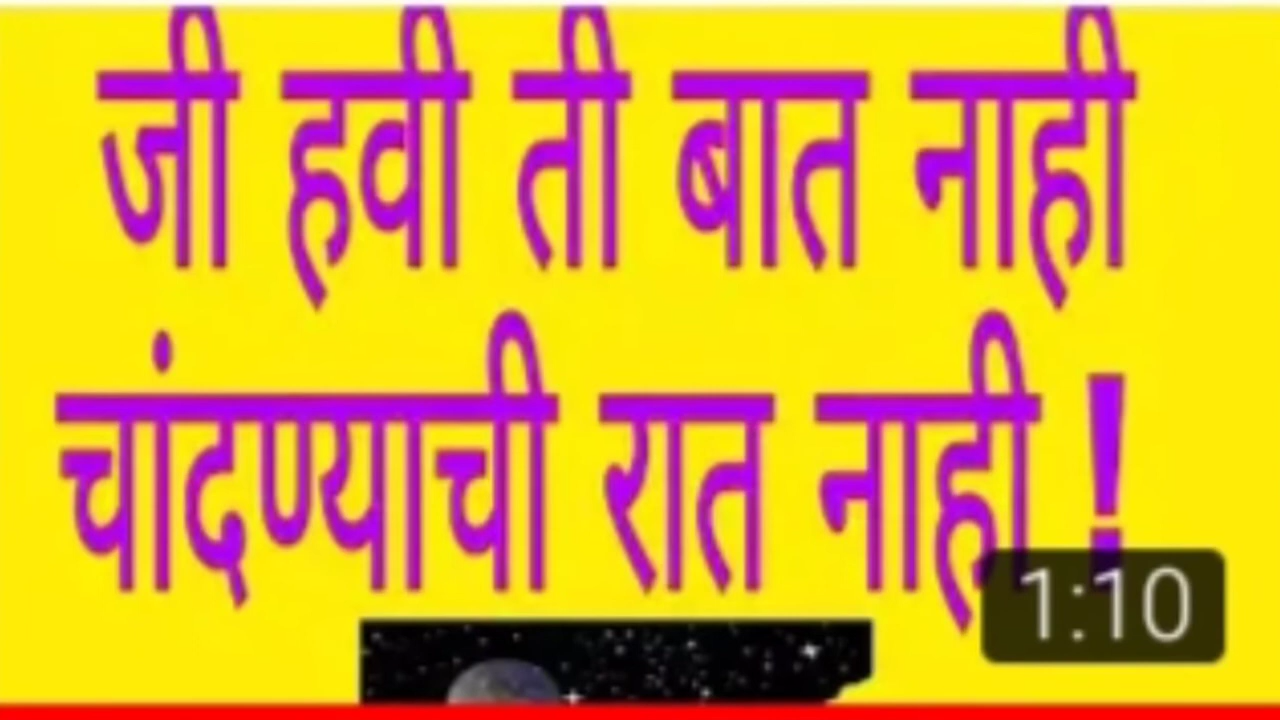 जी हवी ती बात नाही
चांदण्याची रात नाही !
1:10